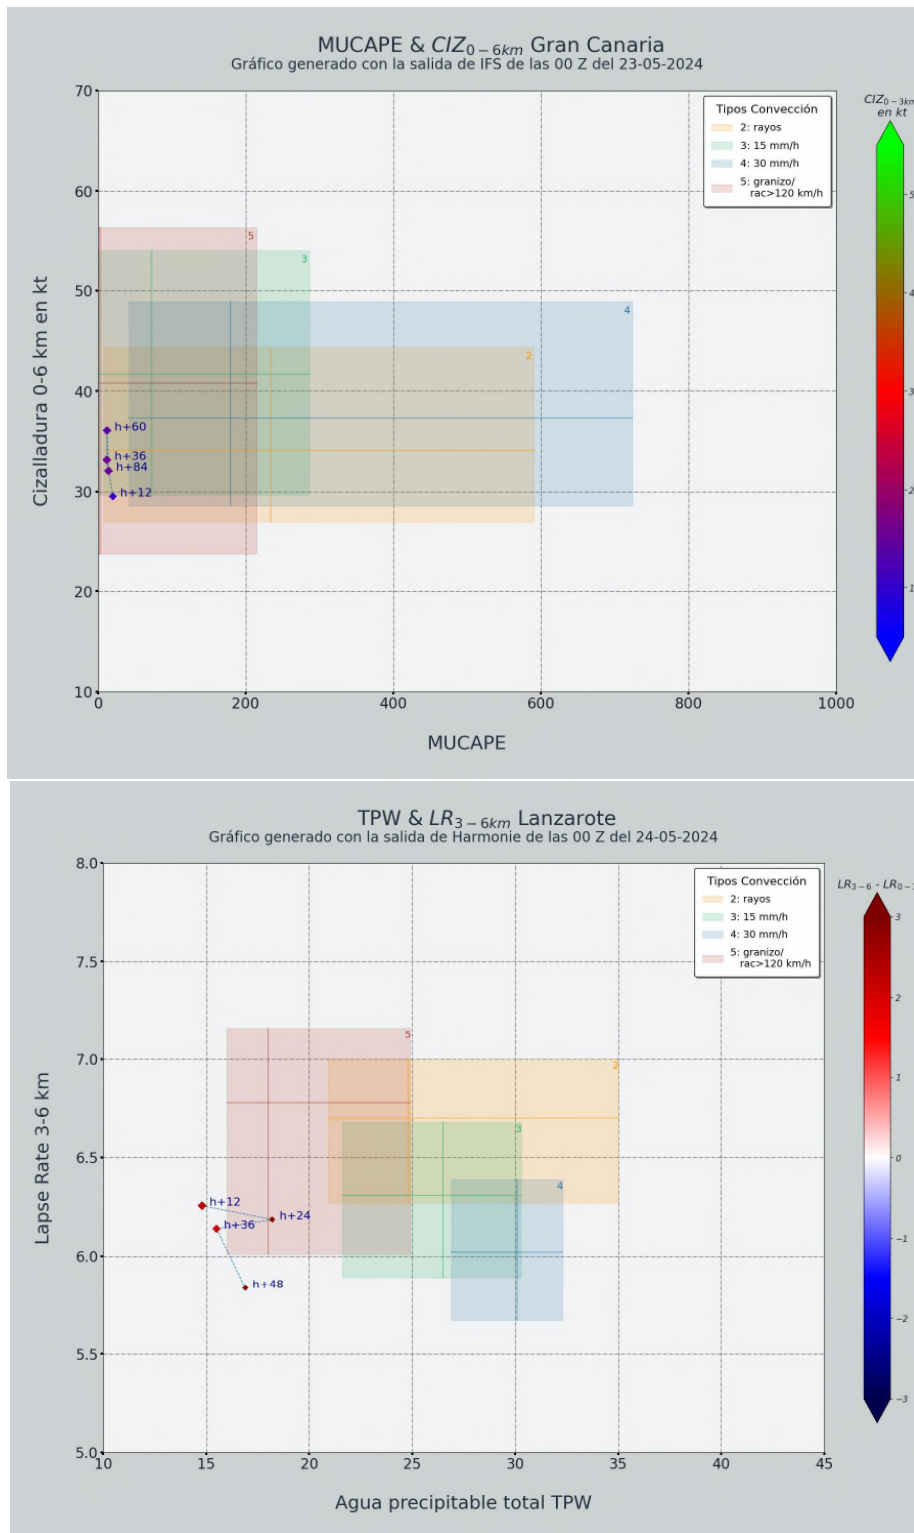 MUCAPE & CIZ0−6km Gran Canaria
Gráfico generado con la salida de IFS de las 00 Z del 23-05-2024
70
60
50
40
30
20
10
0
200
400
600
800
1000
Cizalladura 0-6 km en kt
MUCAPE
Tipos Convección
2: rayos
3: 15 mm/h
4: 30 mm/h
5: granizo/
rac>120 km/h
5
3
4
2
h+60
h+36
h+84
h+12
CIZ0−3km
en kt
TPW & LR3−6km Lanzarote
Gráfico generado con la salida de Harmonie de las 00 Z del 24-05-2024
8.0
7.5
7.0
6.5
6.0
5.5
5.0
10
15
20
25
30
35
40
45
Lapse Rate 3-6 km
Agua precipitable total TPW
Tipos Convección
2: rayos
3: 15 mm/h
4: 30 mm/h
5: granizo/
rac>120 km/h
5
2
3
4
h+12
h+24
h+36
h+48
LR3−6 - LR0−3
3
2
1
0
−1
−2
−3